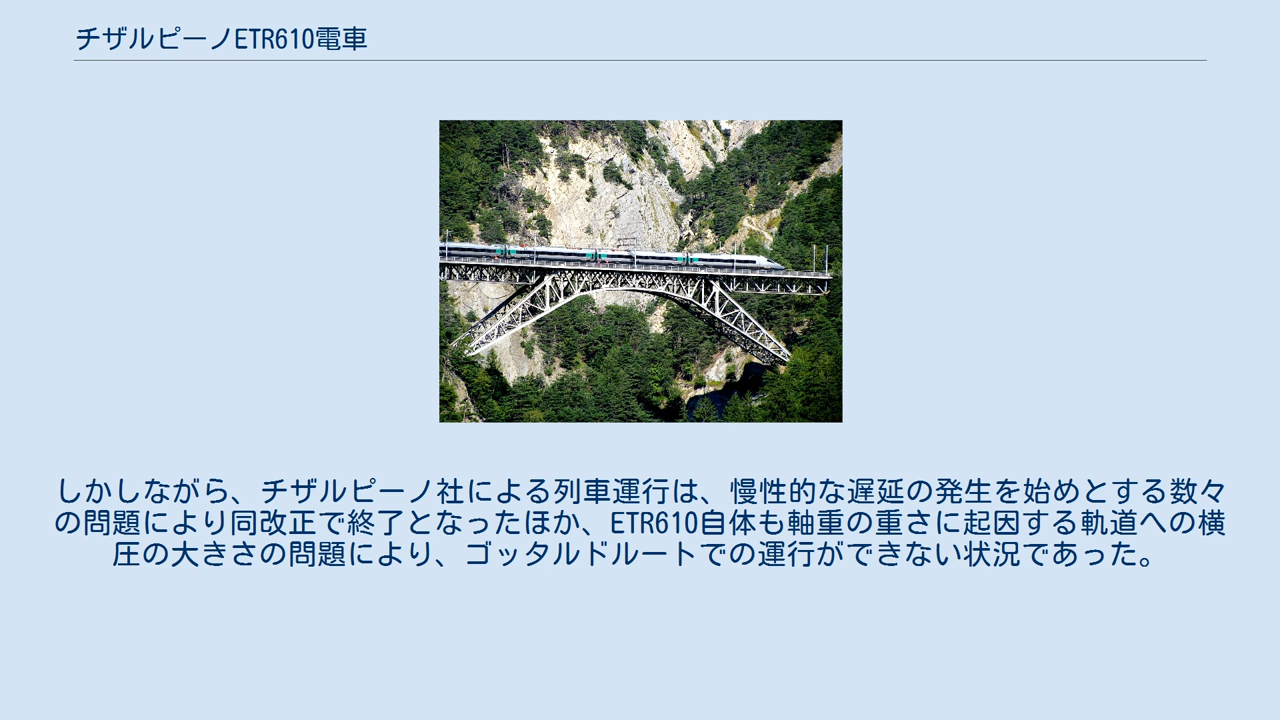 チザルピーノETR610電車
しかしながら、チザルピーノ社による列車運行は、慢性的な遅延の発生を始めとする数々
の問題により同改正で終了となったほか、ETR610自体も軸重の重さに起因する軌道への横
圧の大きさの問題により、ゴッタルドルートでの運行ができない状況であった。